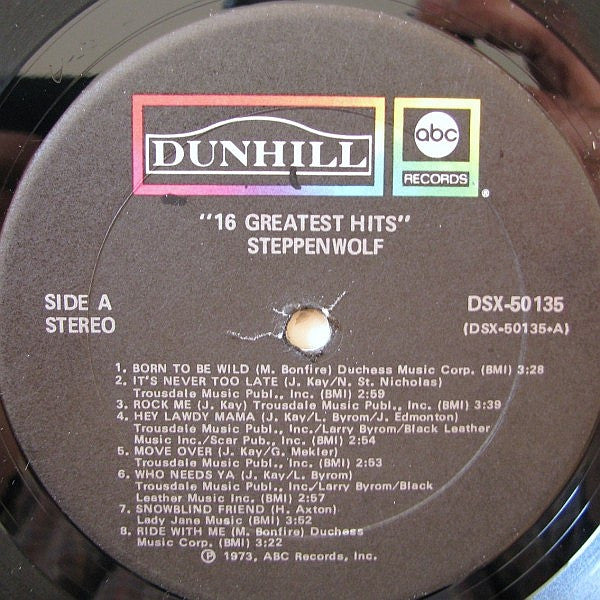 DUNHILL
abc
RECORDS
®
"16 GREATEST HITS"
STEPPENWOLF
SIDE A
STEREO
DSX-50135
(DSX-50135-A)
1. BORN TO BE WILD (M. Bonfire) Duchess Music Corp. (BMI) 3:28
2. IT'S NEVER TOO LATE (J. Kay/N. St. Nicholas)
Trousdale Music Publ., Inc. (BMI) 2:59
3. ROCK ME (J. Kay) Trousdale Music Publ., Inc. (BMI) 3:39
4. HEY LAWDY MAMA (J. Kay/L. Byrom/J. Edmonton)
Trousdale Music Publ., Inc./Larry Byrom/Black Leather
Music Inc./Scar Pub., Inc. (BMI) 2:54
5. MOVE OVER (J. Kay/G. Mekler)
Trousdale Music Publ., Inc. (BMI) 2:53
6. WHO NEEDS YA (J. Kay/L. Byrom)
Trousdale Music Publ., Inc./Larry Byrom/Black
Leather Music Inc. (BMI) 2:57
7. SNOWBLIND FRIEND (H. Axton)
Lady Jane Music (BMI) 3:52
8. RIDE WITH ME (M. Bonfire) Duchess
Music Corp. (BMI) 3:22
℗ 1973, ABC Records, Inc.